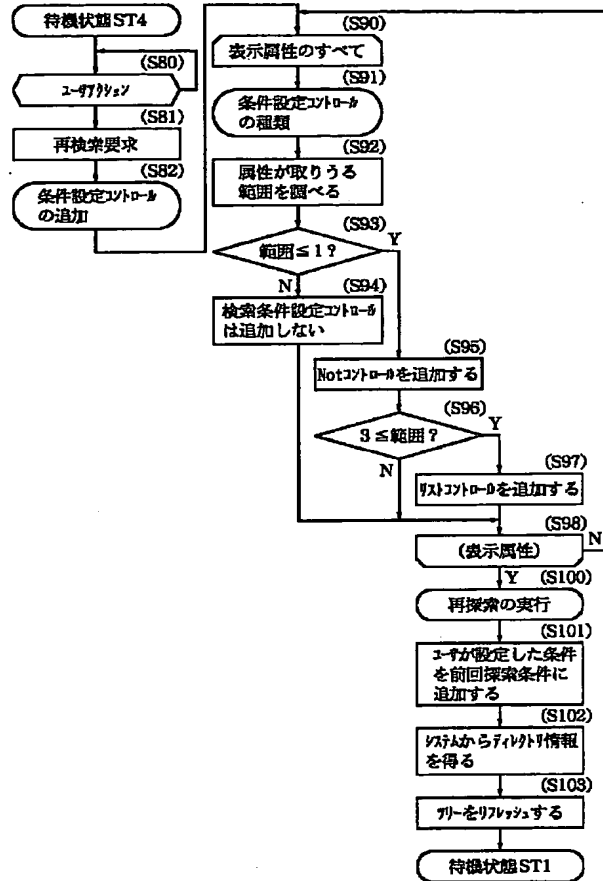 待機状態ST4
(S80)
ﾕｰｻﾞｱｸｼｮﾝ
(S81)
再検索要求
(S82)
条件設定ｺﾝﾄﾛｰﾙ
の追加
(S90)
表示属性のすべて
(S91)
条件設定ｺﾝﾄﾛｰﾙ
の種類
(S92)
属性が取りうる
範囲を調べる
(S93)
範囲≦1?
Y
N
(S94)
検索条件設定ｺﾝﾄﾛｰﾙ
は追加しない
(S95)
Notｺﾝﾄﾛｰﾙを追加する
(S96)
3≦範囲?
Y
N
(S97)
ﾘｽﾄｺﾝﾄﾛｰﾙを追加する
(S98)
(表示属性)
N
Y
(S100)
再探索の実行
(S101)
ﾕｰｻﾞが設定した条件
を前回探索条件に
追加する
(S102)
ｼｽﾃﾑからﾃﾞｨﾚｸﾄﾘ情報
を得る
(S103)
ﾂﾘｰをﾘﾌﾚｯｼｭする
待機状態ST1